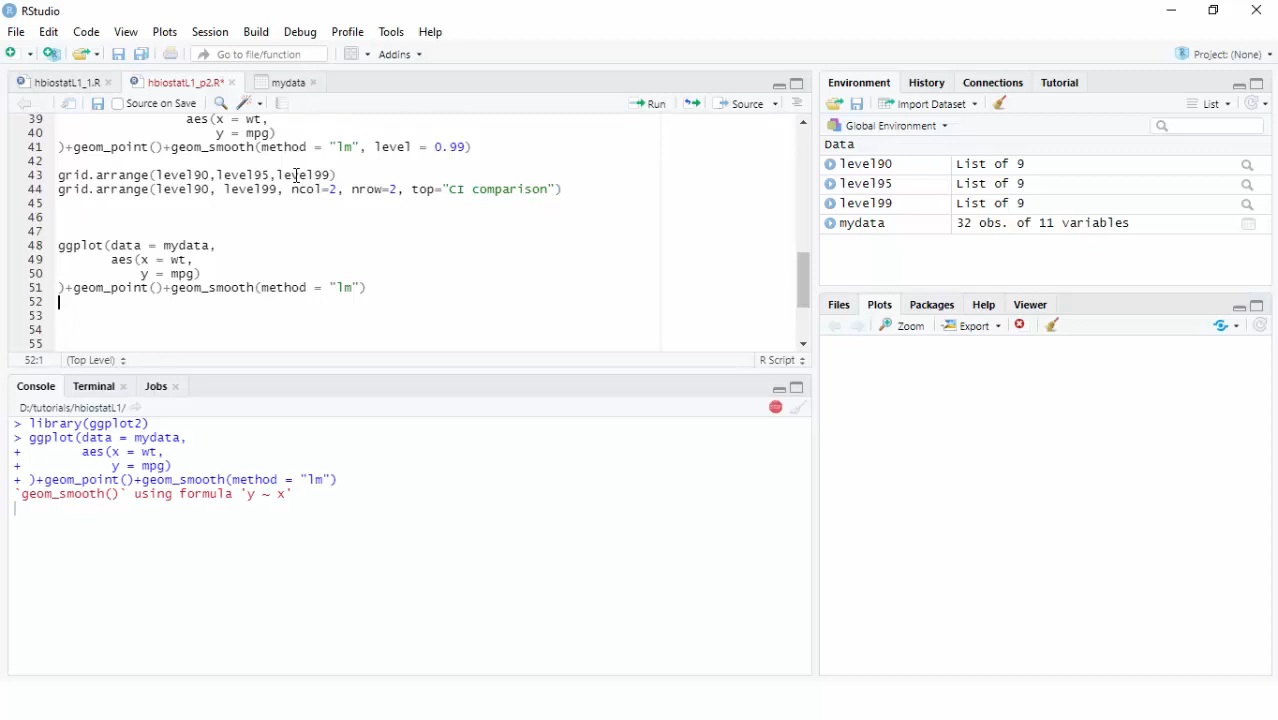 RStudio
File Edit Code View Plots Session Build Debug Profile Tools Help
Go to file/function Addins Project: (None)
hbiostatL1_1.R hbiostatL1_p2.R* mydata
Source on Save Run Source
39 aes(x = wt,
40 y = mpg)
41 )+geom_point()+geom_smooth(method = "lm", level = 0.99)
42
43 grid.arrange(level90,level95,level99)
44 grid.arrange(level90, level99, ncol=2, nrow=2, top="CI comparison")
45
46
47
48 ggplot(data = mydata,
49 aes(x = wt,
50 y = mpg)
51 )+geom_point()+geom_smooth(method = "lm")
52
53
54
55
52:1 (Top Level) R Script
Console Terminal Jobs
D:/tutorials/hbiostatL1/
> library(ggplot2)
> ggplot(data = mydata,
+ aes(x = wt,
+ y = mpg)
+ )+geom_point()+geom_smooth(method = "lm")
`geom_smooth()` using formula 'y ~ x'
Environment History Connections Tutorial
Import Dataset List
Global Environment
Data
level90 List of 9
level95 List of 9
level99 List of 9
mydata 32 obs. of 11 variables
Files Plots Packages Help Viewer
Zoom Export